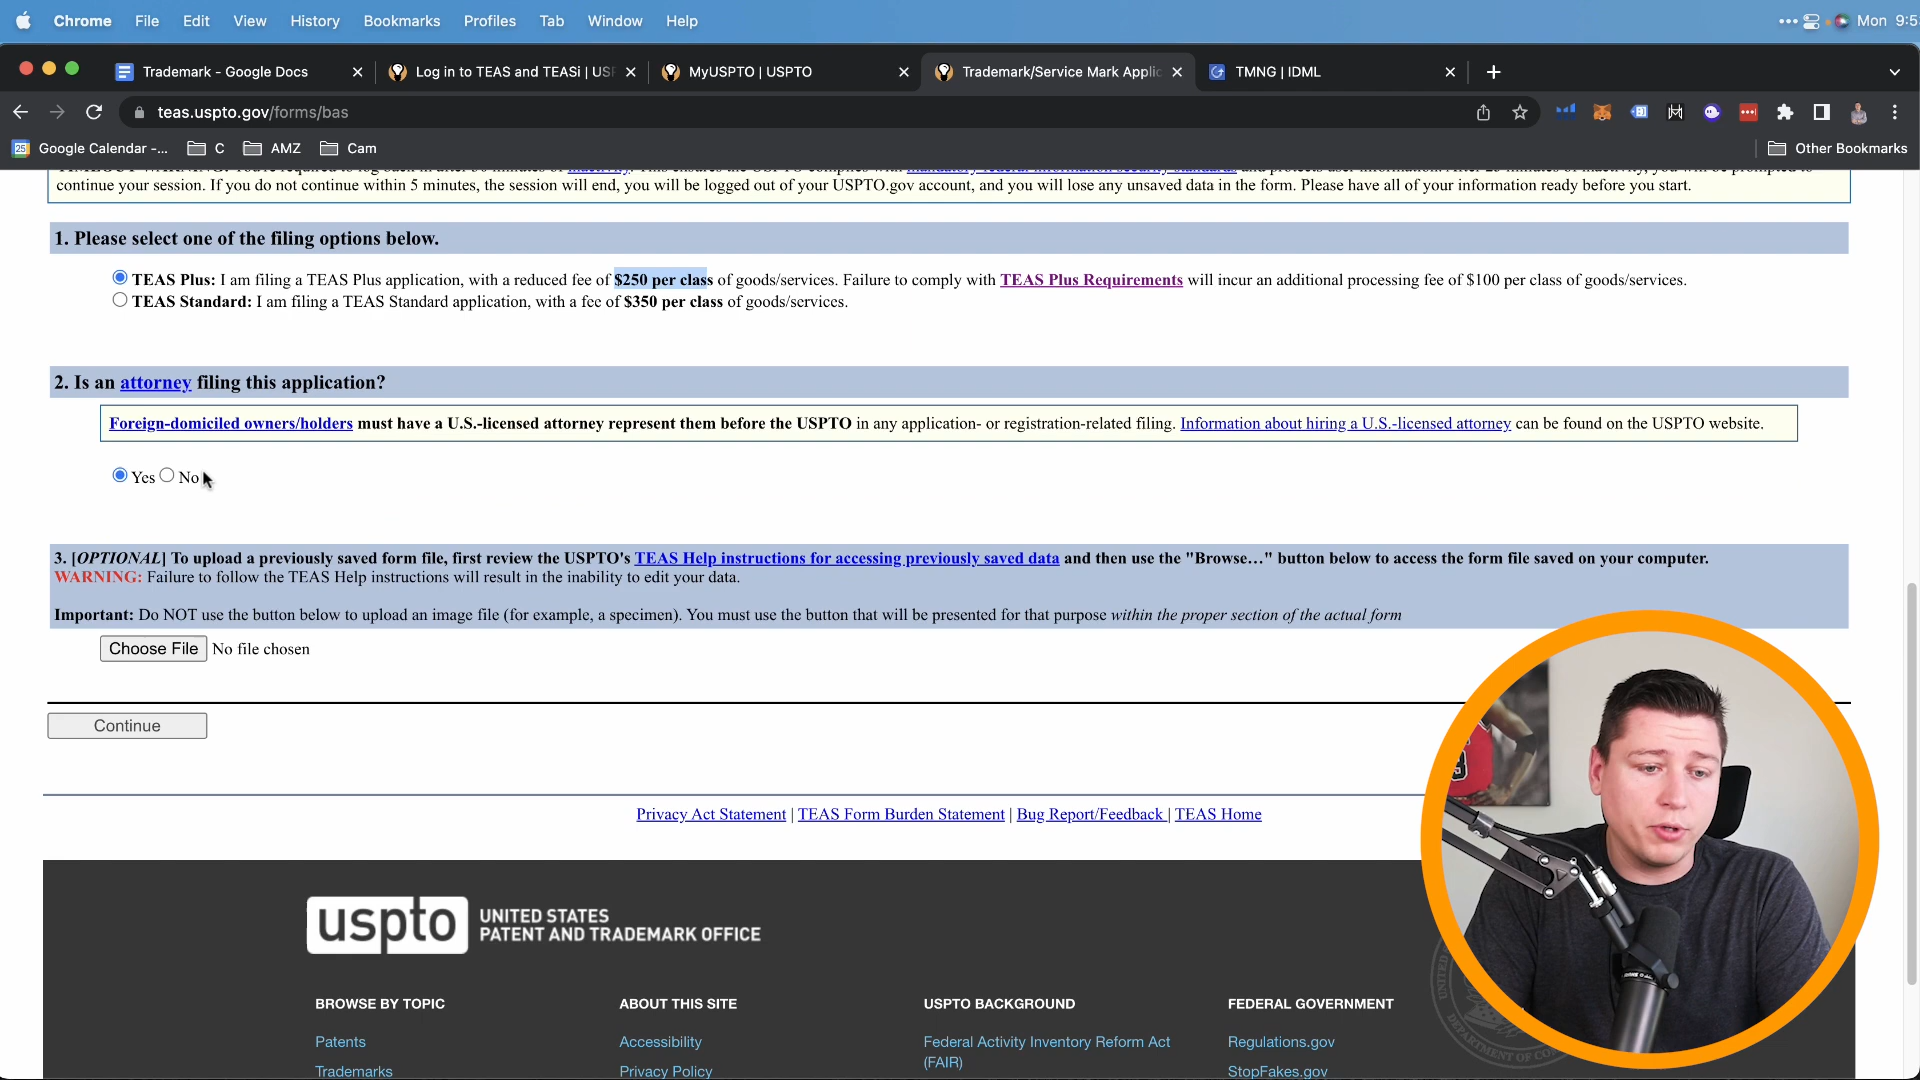 Chrome File Edit View History Bookmarks Profiles Tab Window Help Mon 9:5
Trademark - Google Docs Log in to TEAS and TEASi | US MyUSPTO | USPTO Trademark/Service Mark Applic TMNG | IDML
teas.uspto.gov/forms/bas
25 Google Calendar -... C AMZ Cam Other Bookmarks
continue your session. If you do not continue within 5 minutes, the session will end, you will be logged out of your USPTO.gov account, and you will lose any unsaved data in the form. Please have all of your information ready before you start.
1. Please select one of the filing options below.
TEAS Plus: I am filing a TEAS Plus application, with a reduced fee of $250 per class of goods/services. Failure to comply with TEAS Plus Requirements will incur an additional processing fee of $100 per class of goods/services.
TEAS Standard: I am filing a TEAS Standard application, with a fee of $350 per class of goods/services.
2. Is an attorney filing this application?
Foreign-domiciled owners/holders must have a U.S.-licensed attorney represent them before the USPTO in any application- or registration-related filing. Information about hiring a U.S.-licensed attorney can be found on the USPTO website.
Yes No
3. [OPTIONAL] To upload a previously saved form file, first review the USPTO's TEAS Help instructions for accessing previously saved data and then use the "Browse…" button below to access the form file saved on your computer.
WARNING: Failure to follow the TEAS Help instructions will result in the inability to edit your data.
Important: Do NOT use the button below to upload an image file (for example, a specimen). You must use the button that will be presented for that purpose within the proper section of the actual form
Choose File No file chosen
Continue
Privacy Act Statement | TEAS Form Burden Statement | Bug Report/Feedback | TEAS Home
uspto UNITED STATES
PATENT AND TRADEMARK OFFICE
BROWSE BY TOPIC ABOUT THIS SITE USPTO BACKGROUND FEDERAL GOVERNMENT
Patents Accessibility Federal Activity Inventory Reform Act Regulations.gov
(FAIR)
Trademarks Privacy Policy StopFakes.gov